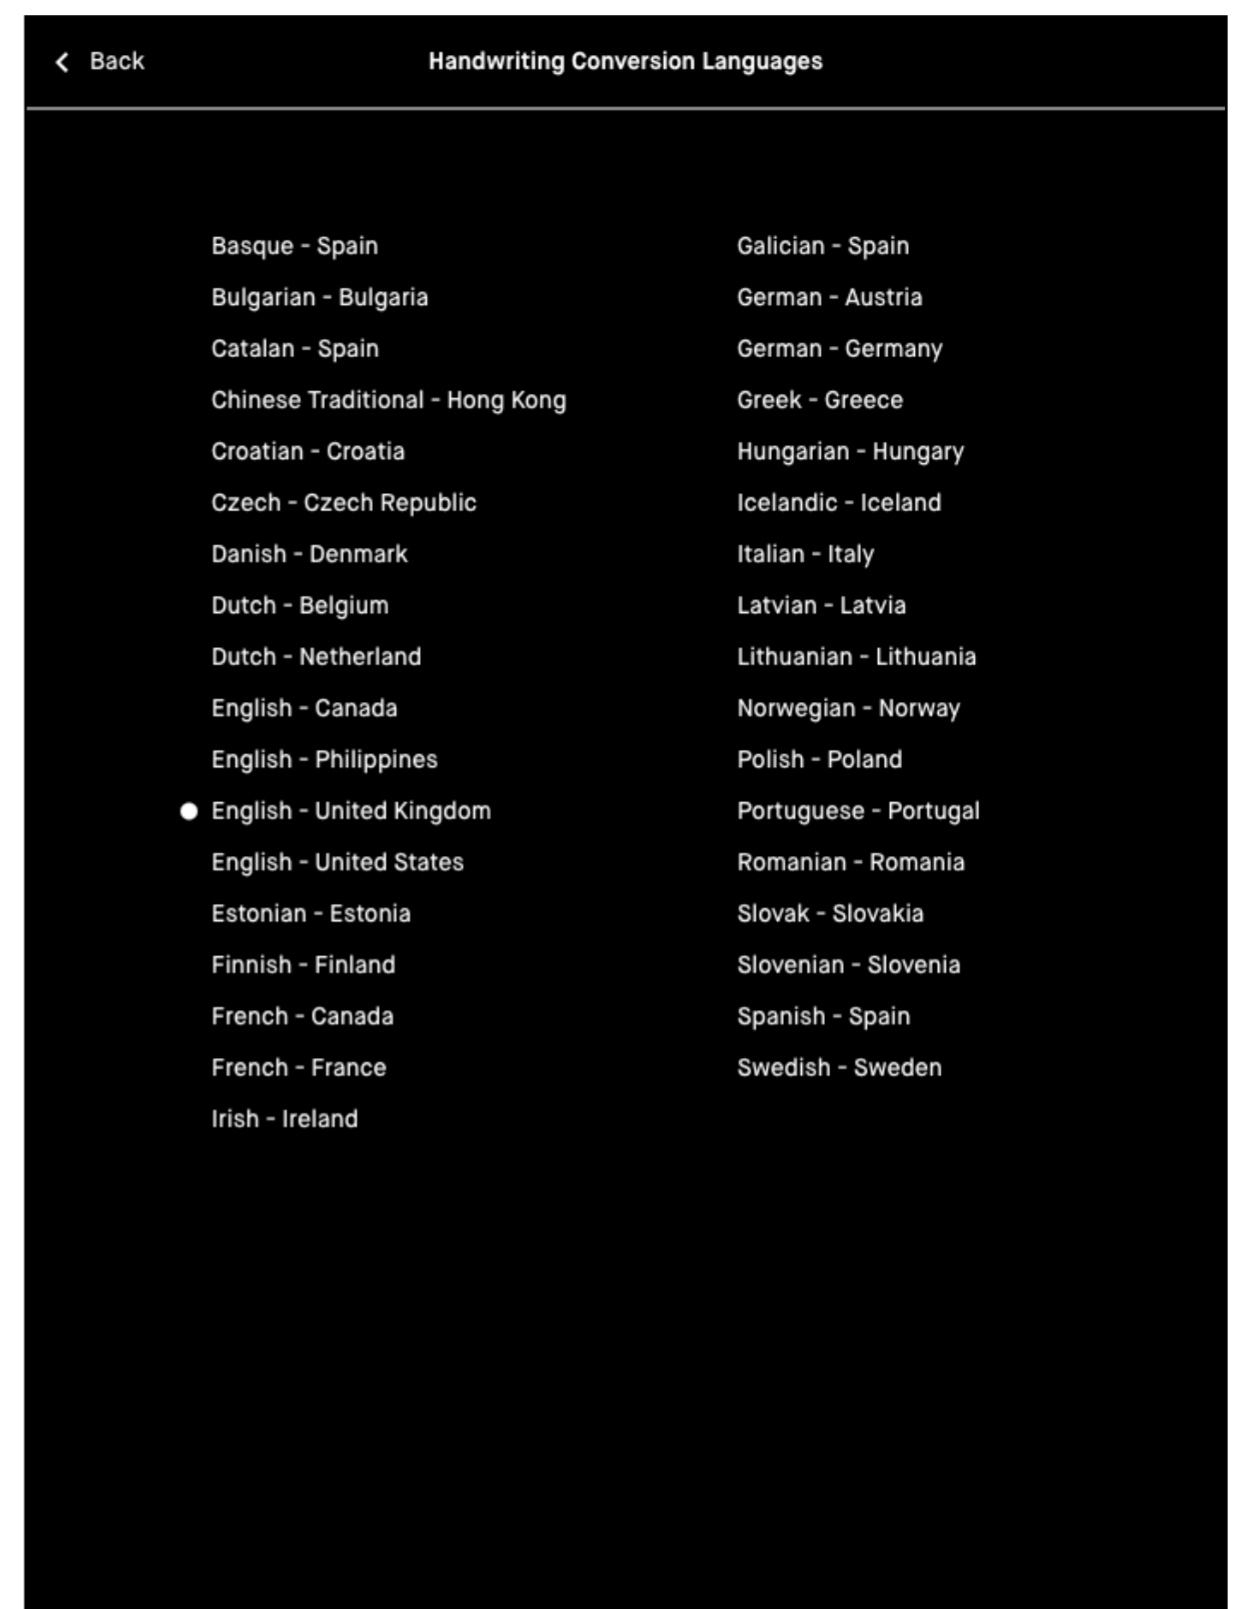 Back
Handwriting Conversion Languages
Basque - Spain
Bulgarian - Bulgaria
Catalan - Spain
Chinese Traditional - Hong Kong
Croatian - Croatia
Czech - Czech Republic
Danish - Denmark
Dutch - Belgium
Dutch - Netherland
English - Canada
English - Philippines
English - United Kingdom
English - United States
Estonian - Estonia
Finnish - Finland
French - Canada
French - France
Irish - Ireland
Galician - Spain
German - Austria
German - Germany
Greek - Greece
Hungarian - Hungary
Icelandic - Iceland
Italian - Italy
Latvian - Latvia
Lithuanian - Lithuania
Norwegian - Norway
Polish - Poland
Portuguese - Portugal
Romanian - Romania
Slovak - Slovakia
Slovenian - Slovenia
Spanish - Spain
Swedish - Sweden